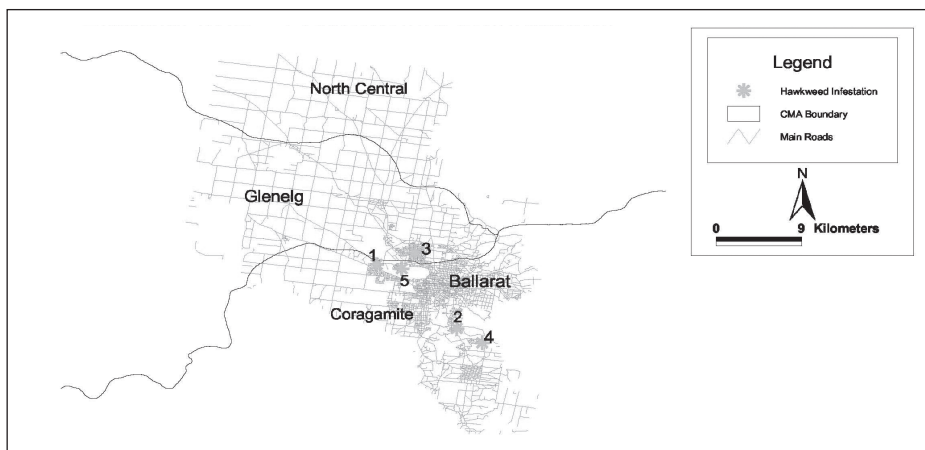 North Central
Glenelg
1
3
5
Ballarat
Coragamite
2
4
Legend
Hawkweed Infestation
CMA Boundary
Main Roads
N
0 9 Kilometers